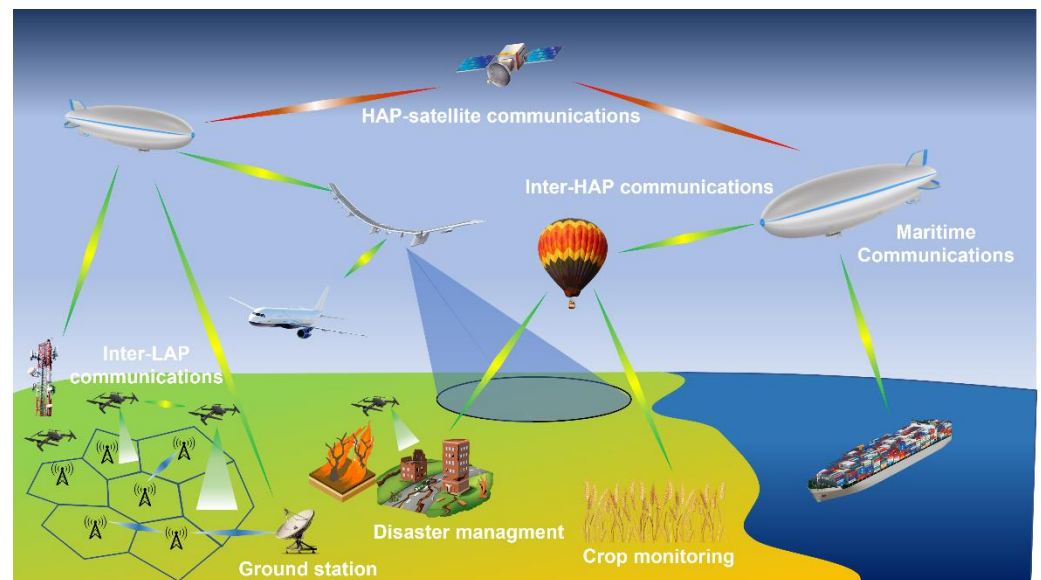 HAP-satellite communications
Inter-HAP communications
Maritime
Communications
Inter-LAP
communications
Disaster managment
Crop monitoring
Ground station